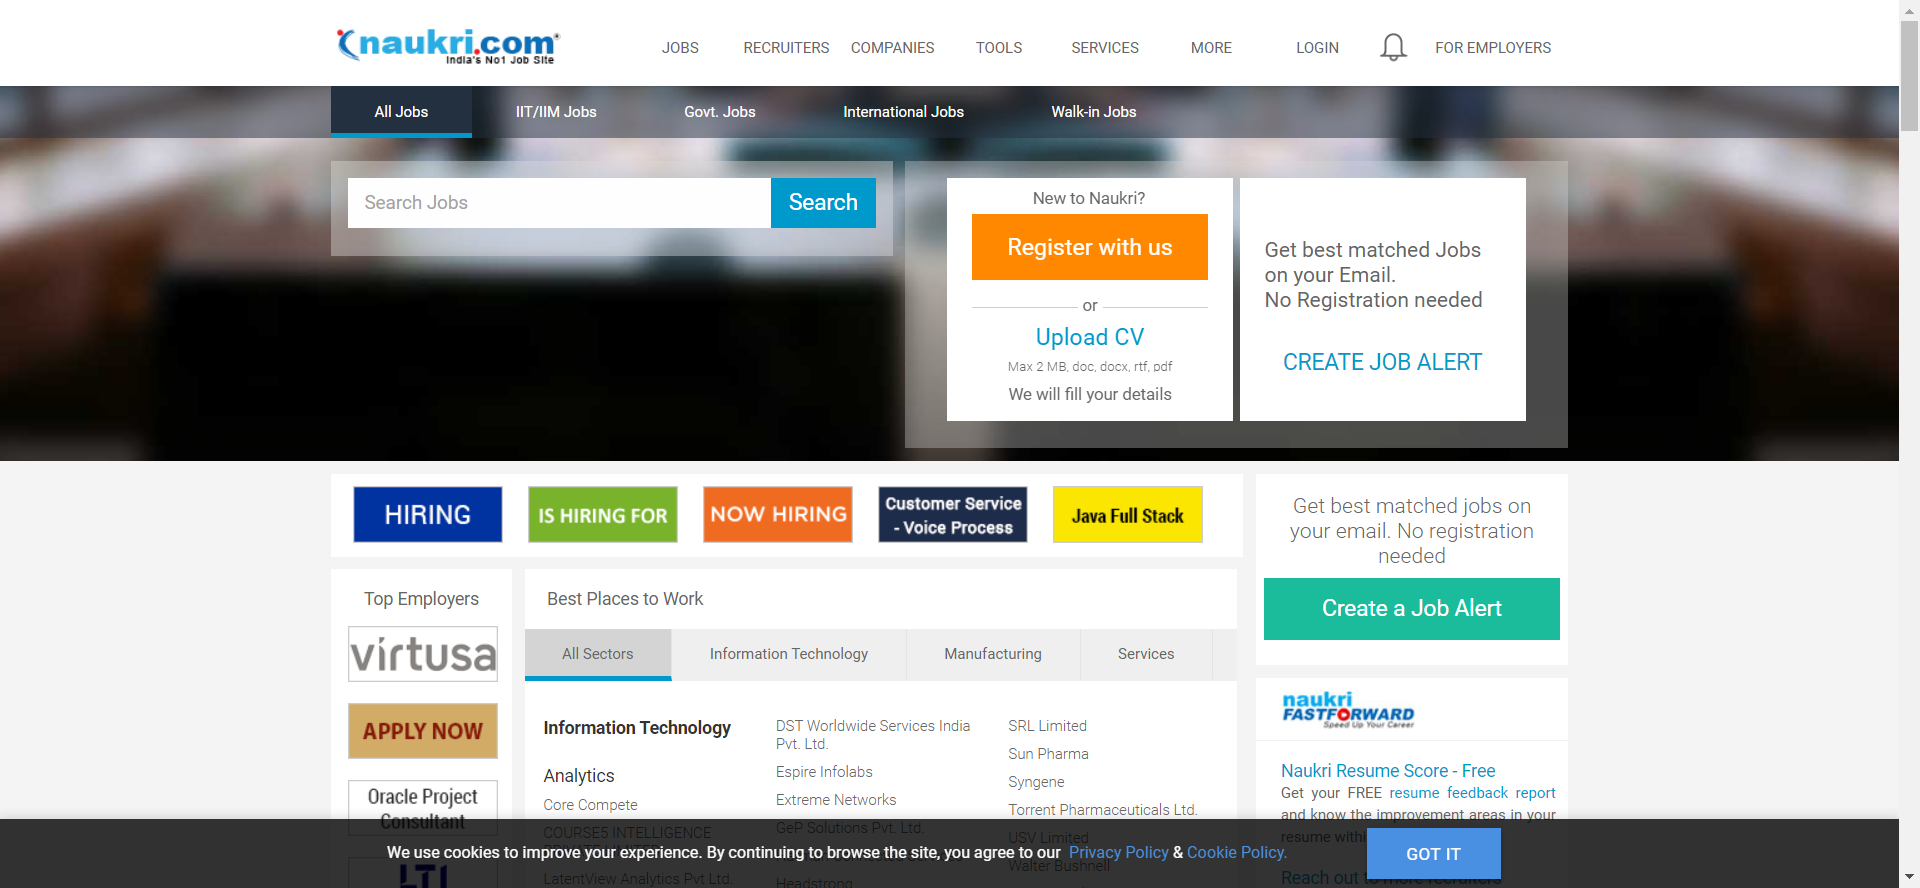 naukri.com
India's No1 Job Site
JOBS
RECRUITERS
COMPANIES
TOOLS
SERVICES
MORE
LOGIN
FOR EMPLOYERS
All Jobs
IIT/IIM Jobs
Govt. Jobs
International Jobs
Walk-in Jobs
Search Jobs
Search
New to Naukri?
Register with us
or
Upload CV
Max 2 MB, doc, docx, rtf, pdf
We will fill your details
Get best matched Jobs
on your Email.
No Registration needed
CREATE JOB ALERT
HIRING
IS HIRING FOR
NOW HIRING
Customer Service
- Voice Process
Java Full Stack
Get best matched jobs on
your email. No registration
needed
Create a Job Alert
Top Employers
virtusa
APPLY NOW
Oracle Project
Consultant
LTI
Best Places to Work
All Sectors
Information Technology
Manufacturing
Services
Information Technology
Analytics
Core Compete
COURSE5 INTELLIGENCE
LatentView Analytics Pvt Ltd.
DST Worldwide Services India
Pvt. Ltd.
Espire Infolabs
Extreme Networks
GeP Solutions Pvt. Ltd.
Headstrong
SRL Limited
Sun Pharma
Syngene
Torrent Pharmaceuticals Ltd.
USV Limited
Walter Bushnell
naukri
FASTFORWARD
Speed Up Your Career
Naukri Resume Score - Free
Get your FREE resume feedback report
and know the improvement areas in your
resume within
Reach out to more recruiters
We use cookies to improve your experience. By continuing to browse the site, you agree to our Privacy Policy & Cookie Policy.
GOT IT